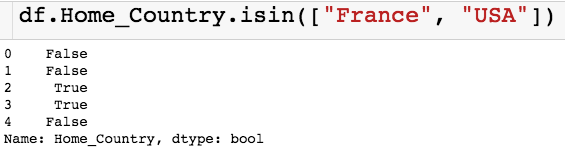 df.Home_Country.isin(["France", "USA"])
0    False
1    False
2     True
3     True
4    False
Name: Home_Country, dtype: bool